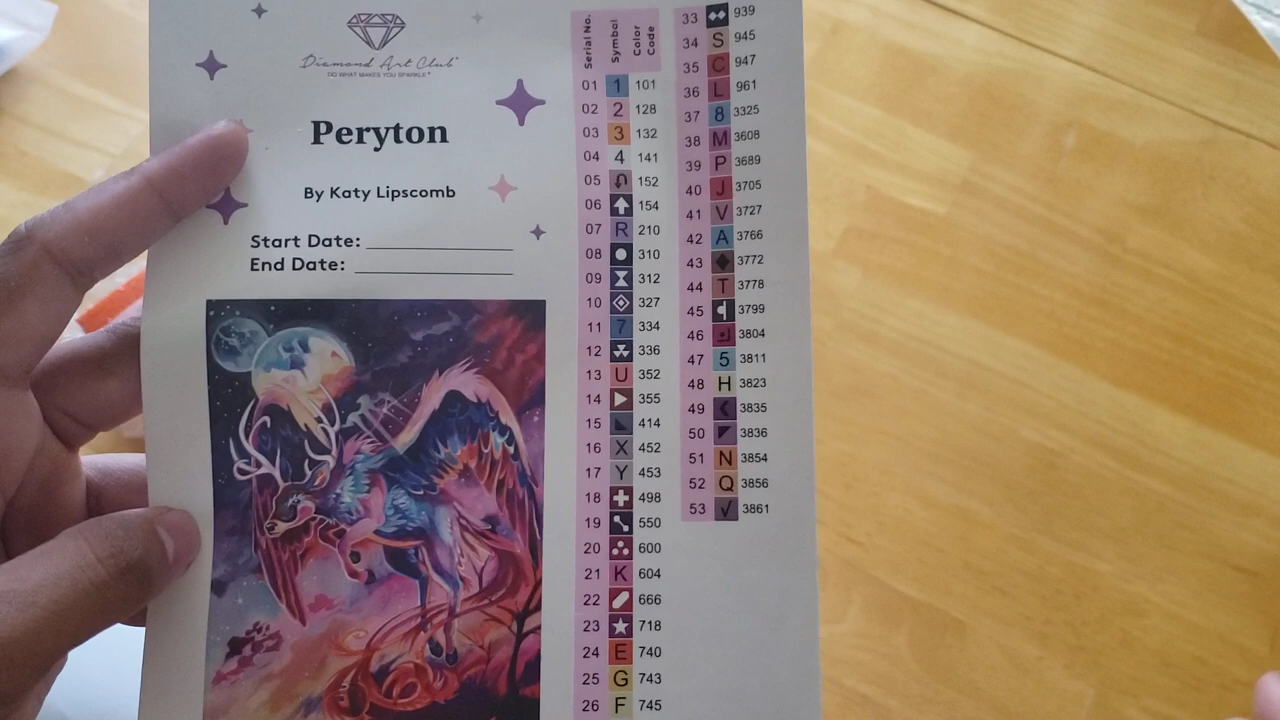 Diamond Art Club
DO WHAT MAKES YOU SPARKLE
Peryton
By Katy Lipscomb
Start Date:
End Date:
Serial No. Symbol Color Code
01 1 101
02 2 128
03 3 132
04 4 141
05 152
06 154
07 R 210
08 310
09 312
10 327
11 7 334
12 336
13 U 352
14 355
15 414
16 X 452
17 Y 453
18 498
19 550
20 600
21 K 604
22 666
23 718
24 E 740
25 G 743
26 F 745
33 939
34 S 945
35 C 947
36 L 961
37 8 3325
38 M 3608
39 P 3689
40 J 3705
41 V 3727
42 A 3766
43 3772
44 T 3778
45 3799
46 3804
47 5 3811
48 H 3823
49 3835
50 3836
51 N 3854
52 Q 3856
53 3861